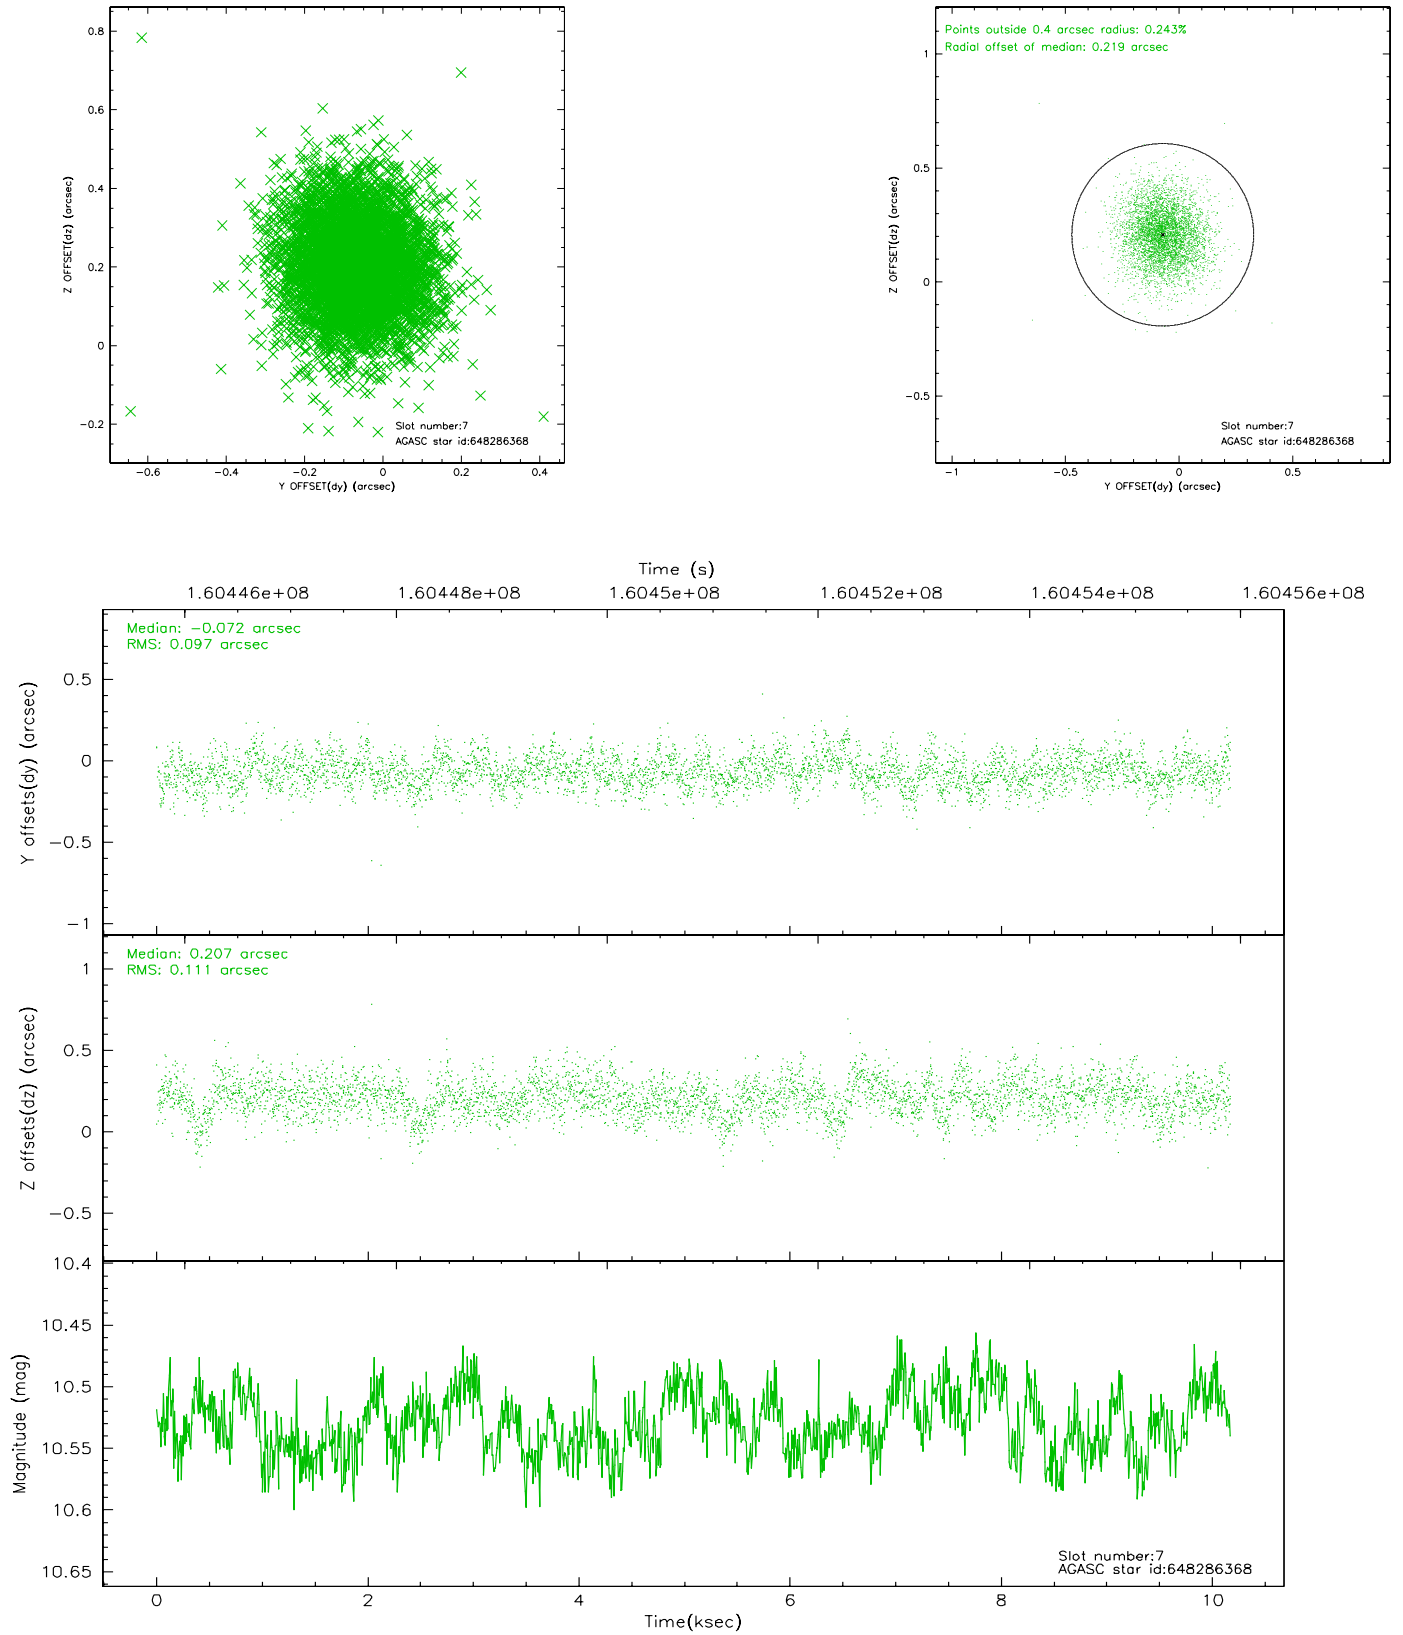 0.8
0.6
0.4
0.2
0
−0.2
Z OFFSET(dz) (arcsec)
−0.6
−0.4
−0.2
0
0.2
0.4
Y OFFSET(dy) (arcsec)
Slot number:7
AGASC star id:648286368
Points outside 0.4 arcsec radius: 0.243%
Radial offset of median: 0.219 arcsec
1
0.5
0
−0.5
Z OFFSET(dz) (arcsec)
−1
−0.5
0
0.5
Y OFFSET(dy) (arcsec)
Slot number:7
AGASC star id:648286368
Time (s)
1.60446e+08
1.60448e+08
1.6045e+08
1.60452e+08
1.60454e+08
1.60456e+08
Median: −0.072 arcsec
RMS: 0.097 arcsec
0.5
0
−0.5
−1
Y offsets(dy) (arcsec)
Median: 0.207 arcsec
RMS: 0.111 arcsec
1
0.5
0
−0.5
Z offsets(dz) (arcsec)
10.4
10.45
10.5
10.55
10.6
10.65
Magnitude (mag)
Slot number:7
AGASC star id:648286368
0
2
4
6
8
10
Time(ksec)